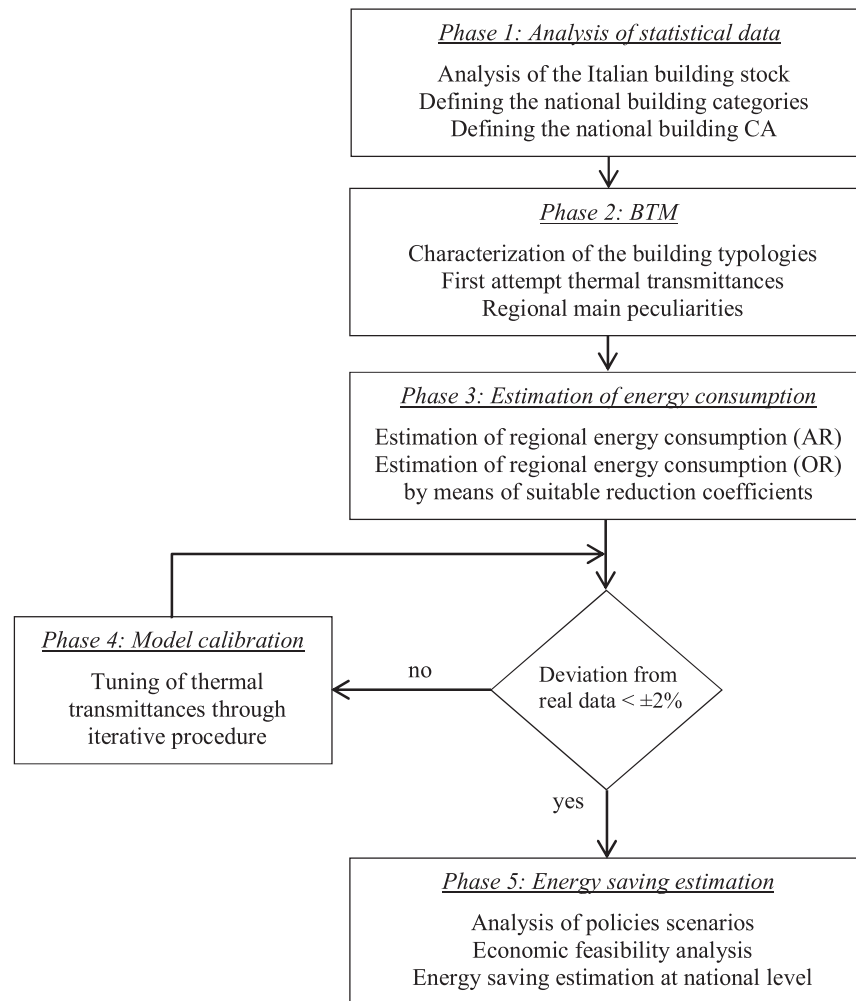 Phase 1: Analysis of statistical data
Analysis of the Italian building stock
Defining the national building categories
Defining the national building CA
Phase 2: BTM
Characterization of the building typologies
First attempt thermal transmittances
Regional main peculiarities
Phase 3: Estimation of energy consumption
Estimation of regional energy consumption (AR)
Estimation of regional energy consumption (OR)
by means of suitable reduction coefficients
Phase 4: Model calibration
Tuning of thermal
transmittances through
iterative procedure
no
Deviation from
real data < ±2%
yes
Phase 5: Energy saving estimation
Analysis of policies scenarios
Economic feasibility analysis
Energy saving estimation at national level